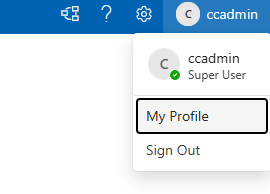 ? C ccadmin
C ccadmin
Super User
My Profile
Sign Out